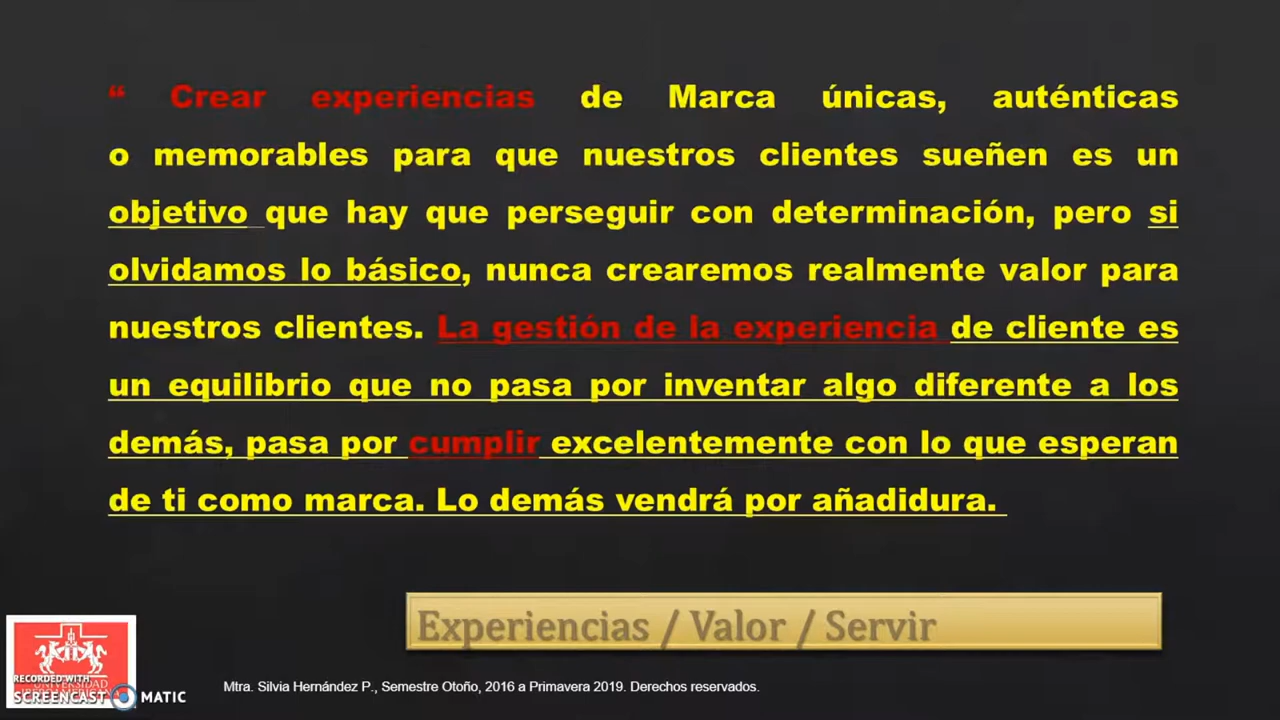 “ Crear experiencias de Marca únicas, auténticas
o memorables para que nuestros clientes sueñen es un
objetivo que hay que perseguir con determinación, pero si
olvidamos lo básico, nunca crearemos realmente valor para
nuestros clientes. La gestión de la experiencia de cliente es
un equilibrio que no pasa por inventar algo diferente a los
demás, pasa por cumplir excelentemente con lo que esperan
de ti como marca. Lo demás vendrá por añadidura.
Experiencias / Valor / Servir
RECORDED WITH
SCREENCAST MATIC
Mtra. Silvia Hernández P., Semestre Otoño, 2016 a Primavera 2019. Derechos reservados.